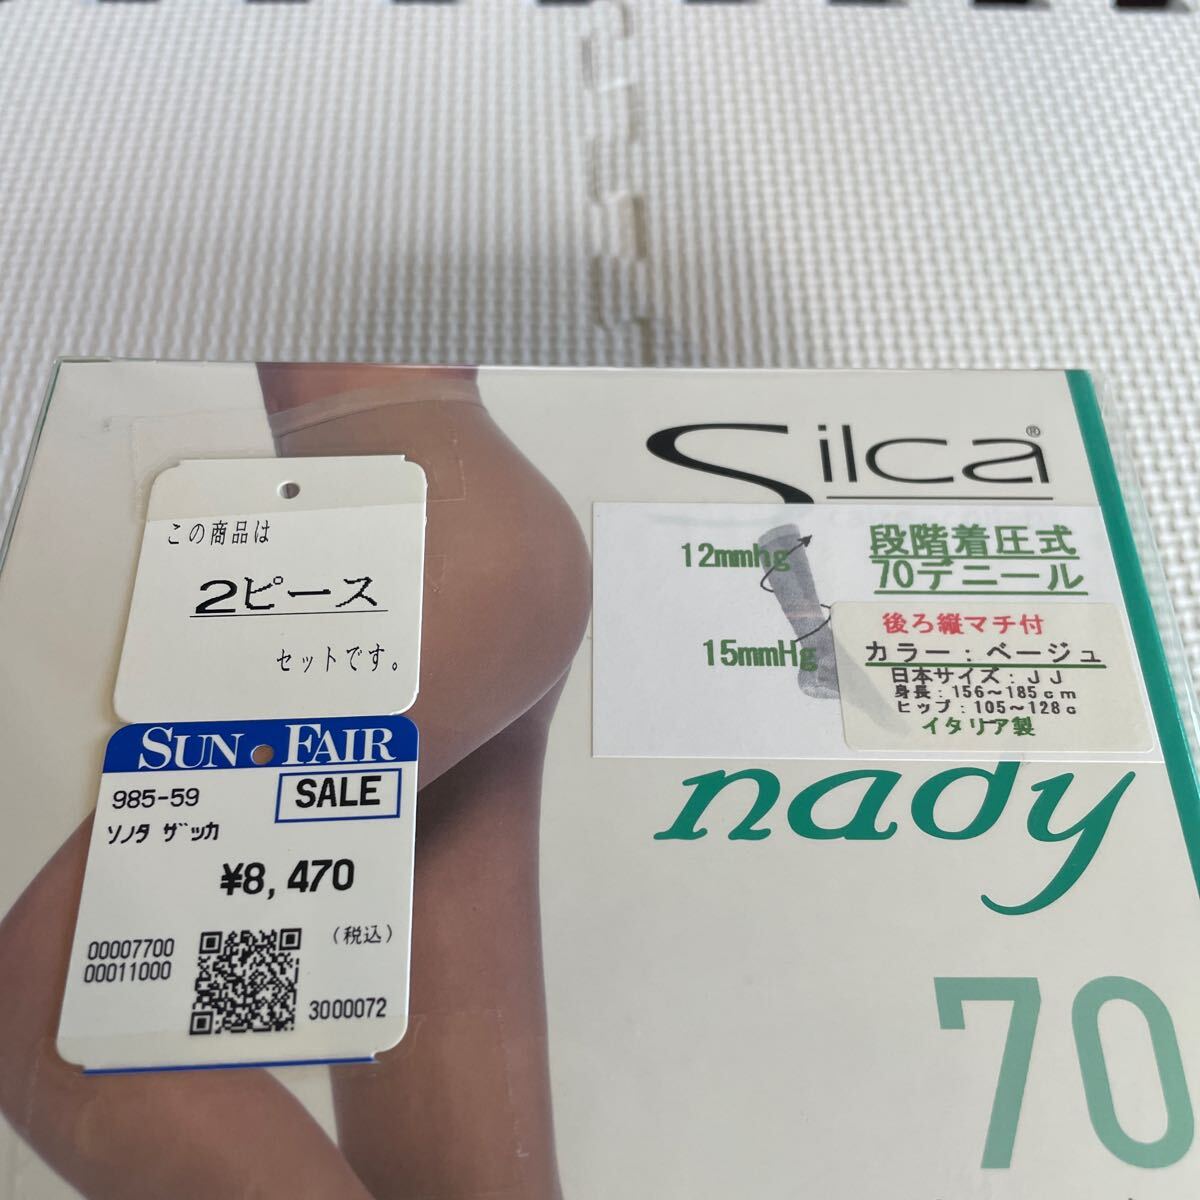 この商品は
2ピース
セットです。
SUN FAIR
SALE
985-59
ソノタ ザッカ
¥8,470
(税込)
00007700
00011000
3000072
Silca®
12mmhg
15mmHg
段階着圧式
70デニール
後ろ縦マチ付
カラー:ベージュ
日本サイズ:JJ
身長:156~185cm
ヒップ:105~128c
イタリア製
nady
70